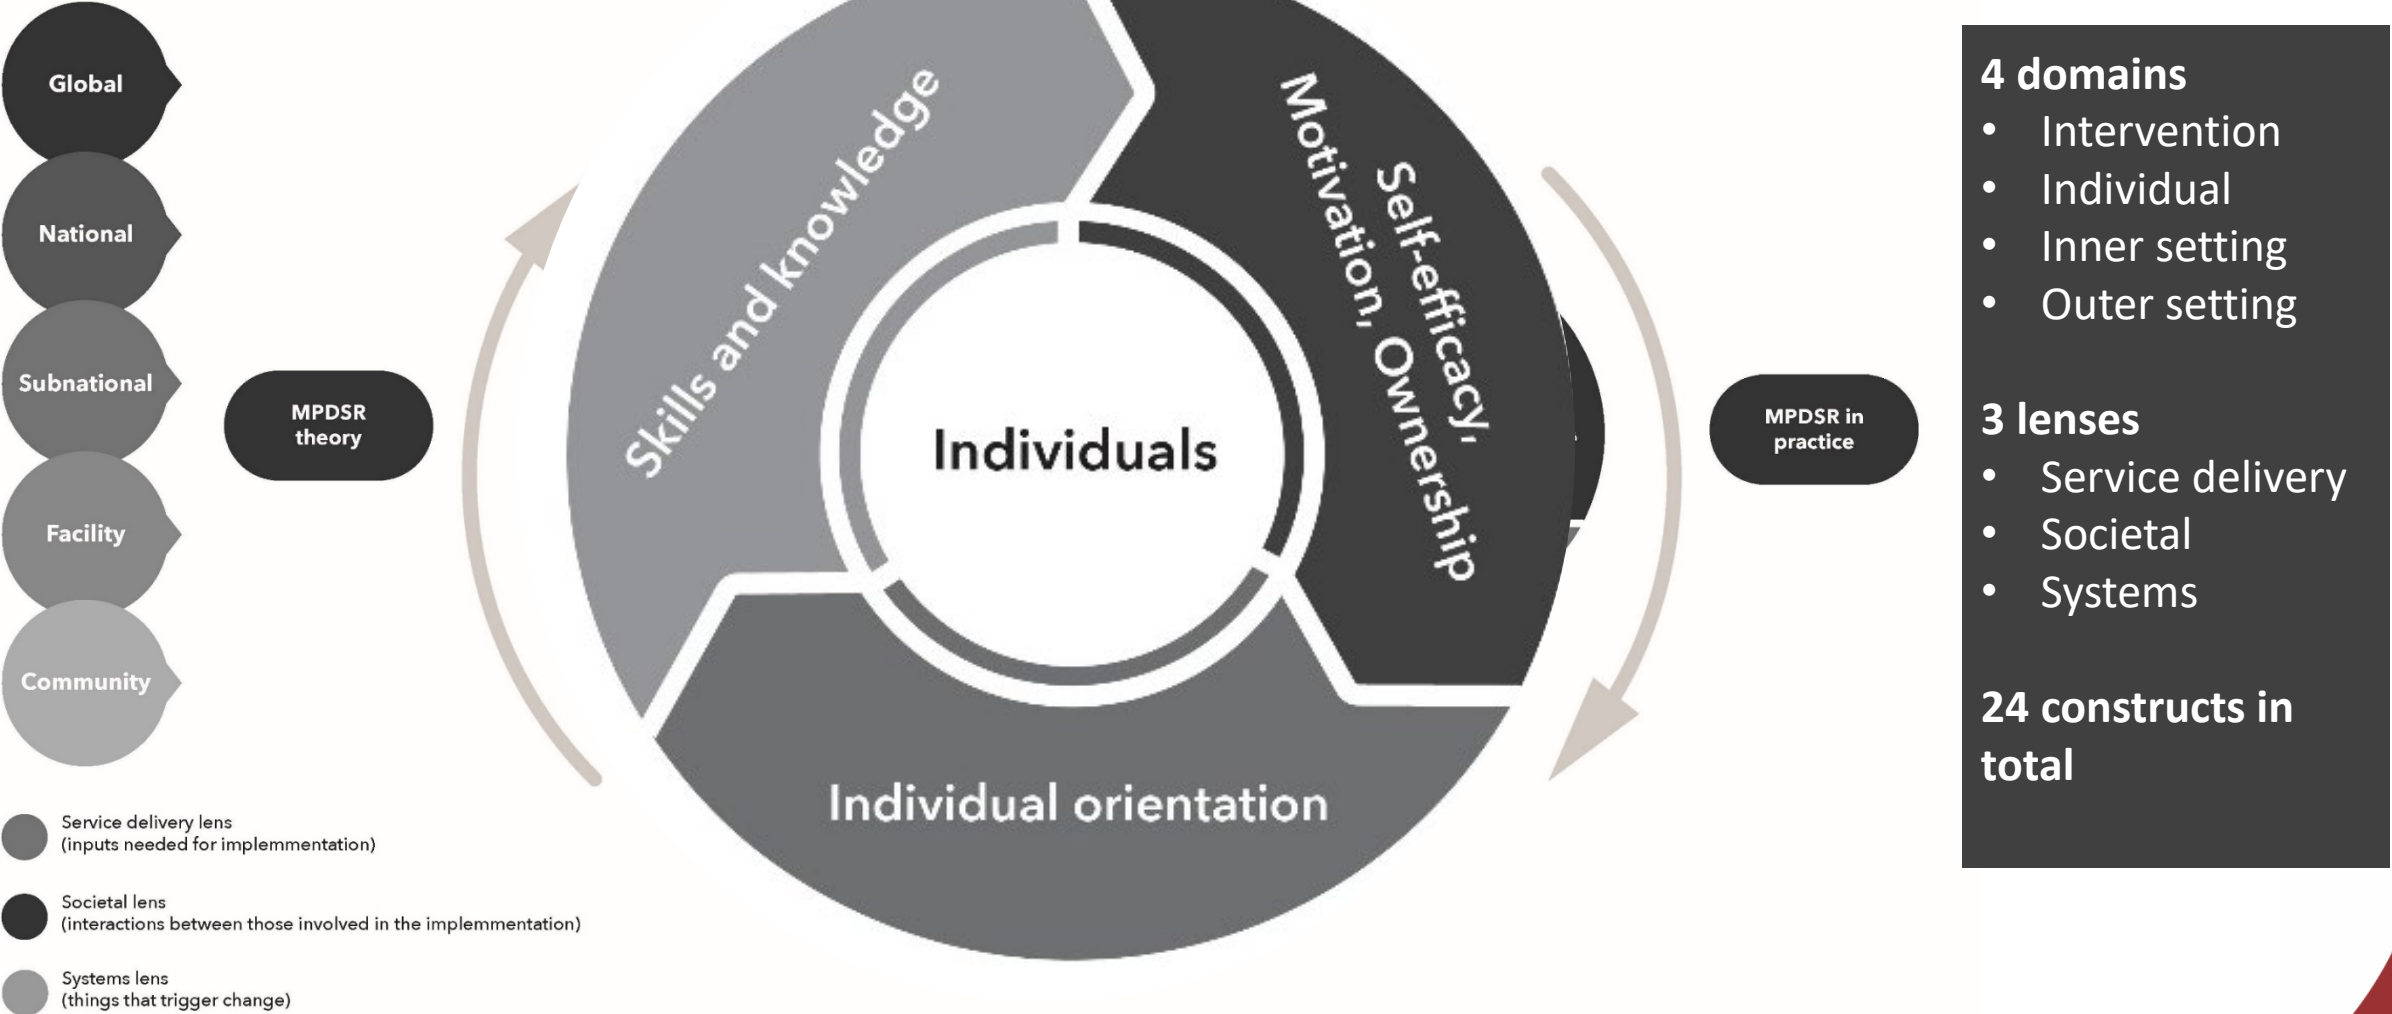 Global
National
Subnational
Facility
Community
MPDSR
theory
Skills and knowledge
Self-efficacy,
Motivation, Ownership
Individuals
Individual orientation
MPDSR in
practice
Service delivery lens
(inputs needed for implemmentation)
Societal lens
(interactions between those involved in the implemmentation)
Systems lens
(things that trigger change)
4 domains
• Intervention
• Individual
• Inner setting
• Outer setting
3 lenses
• Service delivery
• Societal
• Systems
24 constructs in
total